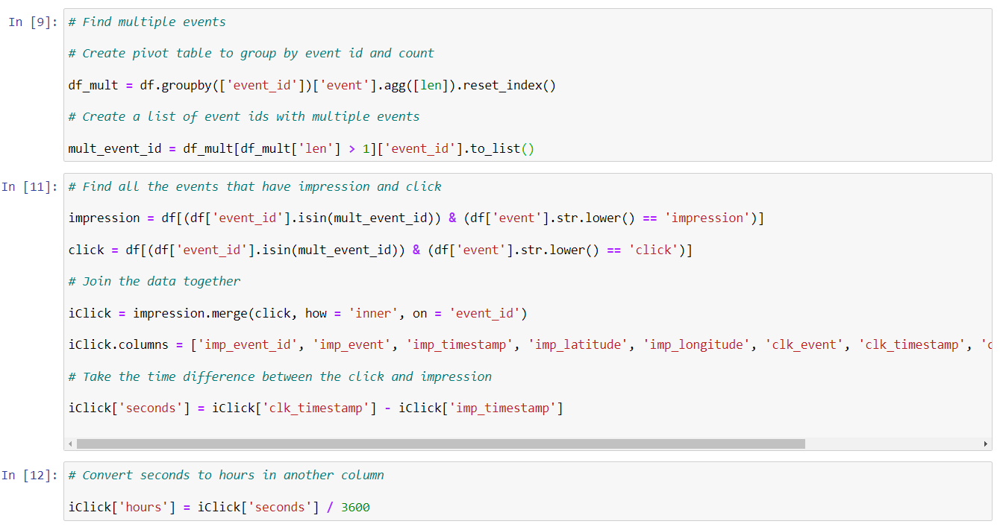 In [9]: # Find multiple events
# Create pivot table to group by event id and count
df_mult = df.groupby(['event_id'])['event'].agg([len]).reset_index()
# Create a list of event ids with multiple events
mult_event_id = df_mult[df_mult['len'] > 1]['event_id'].to_list()
In [11]: # Find all the events that have impression and click
impression = df[(df['event_id'].isin(mult_event_id)) & (df['event'].str.lower() == 'impression')]
click = df[(df['event_id'].isin(mult_event_id)) & (df['event'].str.lower() == 'click')]
# Join the data together
iClick = impression.merge(click, how = 'inner', on = 'event_id')
iClick.columns = ['imp_event_id', 'imp_event', 'imp_timestamp', 'imp_latitude', 'imp_longitude', 'clk_event', 'clk_timestamp',
# Take the time difference between the click and impression
iClick['seconds'] = iClick['clk_timestamp'] - iClick['imp_timestamp']
In [12]: # Convert seconds to hours in another column
iClick['hours'] = iClick['seconds'] / 3600